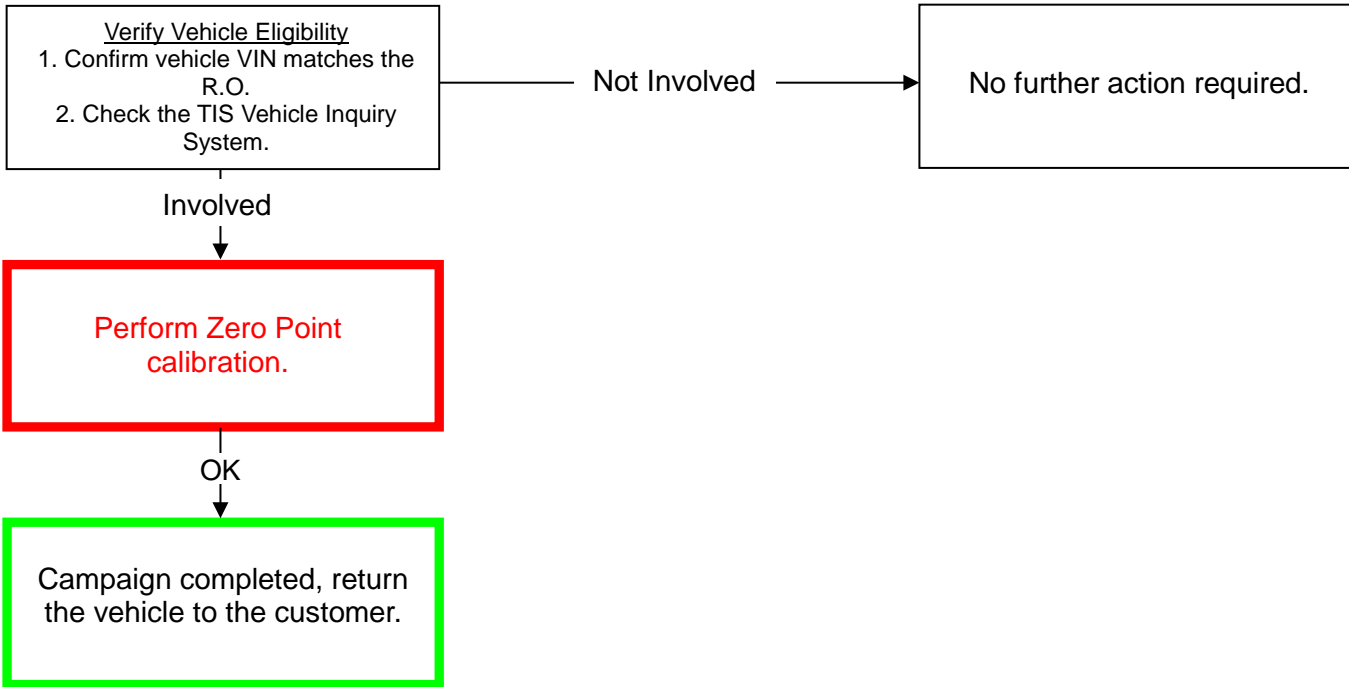 Verify Vehicle Eligibility
1. Confirm vehicle VIN matches the
R.O.
2. Check the TIS Vehicle Inquiry
System.
Not Involved
No further action required.
Involved
Perform Zero Point
calibration.
OK
Campaign completed, return
the vehicle to the customer.